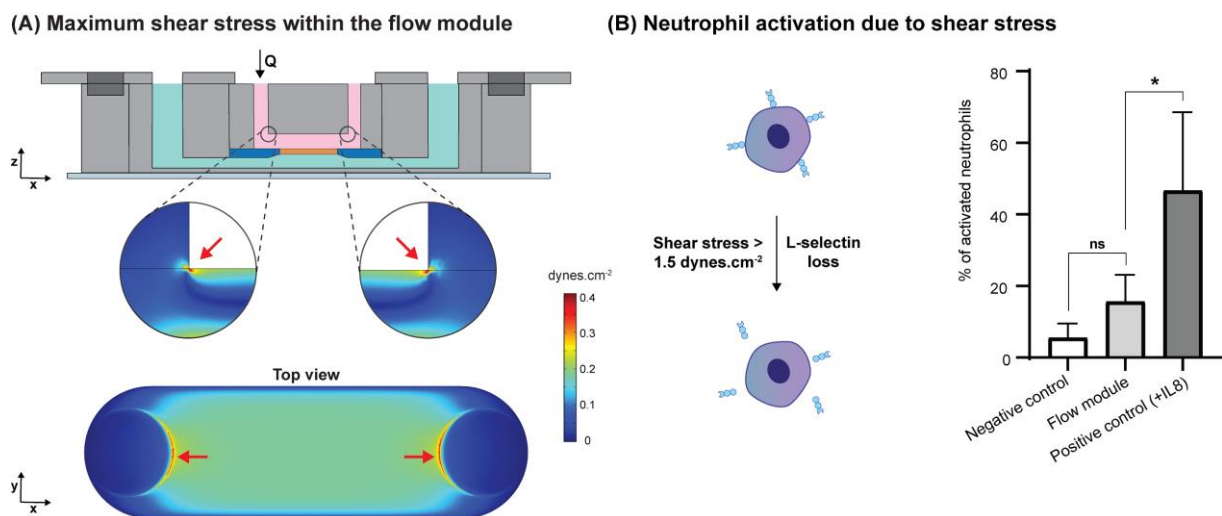 (A) Maximum shear stress within the flow module
Q
z
x
dynes.cm⁻²
0.4
0.3
0.2
0.1
0
Top view
y
x
(B) Neutrophil activation due to shear stress
Shear stress >
1.5 dynes.cm⁻²
L-selectin
loss
% of activated neutrophils
80
60
40
20
0
ns
*
Negative control
Flow module
Positive control (+IL8)